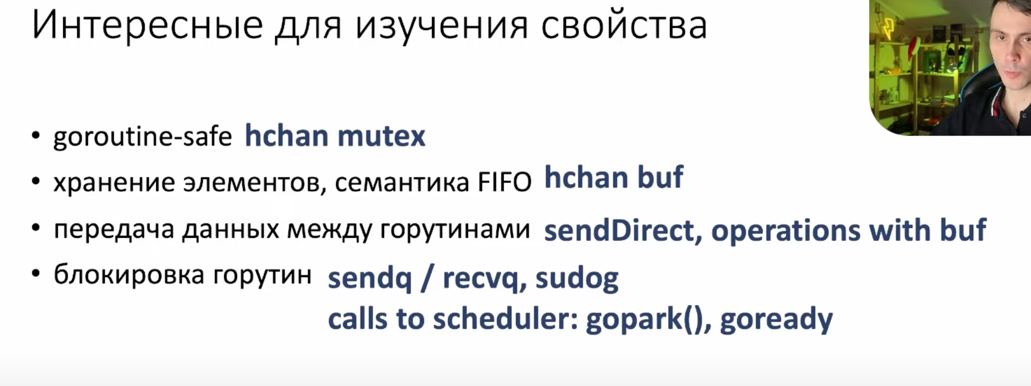 Интересные для изучения свойства
• goroutine-safe hchan mutex
• хранение элементов, семантика FIFO hchan buf
• передача данных между горутинами sendDirect, operations with buf
• блокировка горутин sendq / recvq, sudog
calls to scheduler: gopark(), goready